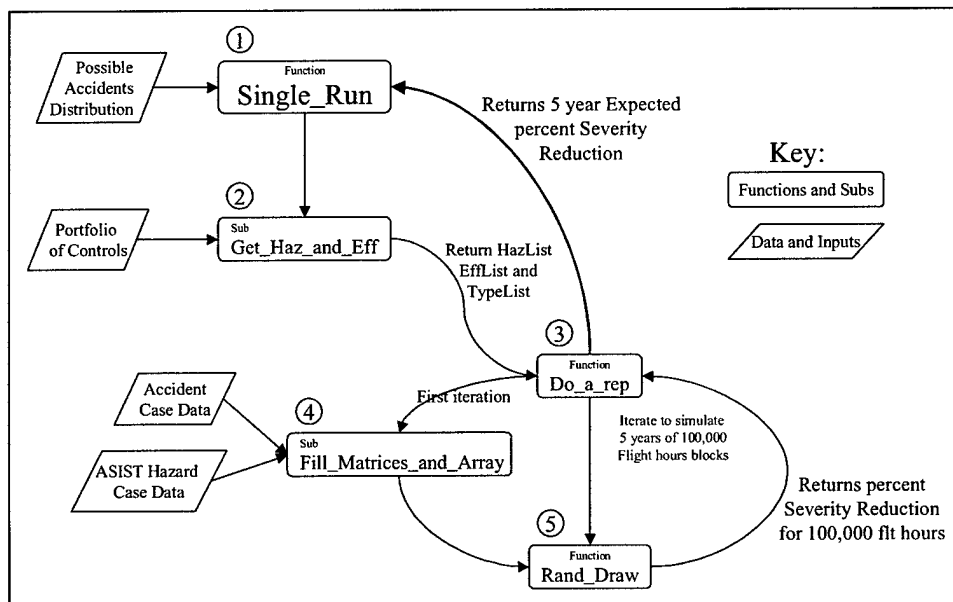 ①
Possible
Accidents
Distribution
Function
Single_Run
Returns 5 year Expected
percent Severity
Reduction
Key:
Functions and Subs
Data and Inputs
②
Portfolio
of Controls
Sub
Get_Haz_and_Eff
Return HazList
EffList and
TypeList
③
Function
Do_a_rep
First iteration
Accident
Case Data
④
Sub
Fill_Matrices_and_Array
ASIST Hazard
Case Data
Iterate to simulate
5 years of 100,000
Flight hours blocks
Returns percent
Severity Reduction
for 100,000 flt hours
⑤
Function
Rand_Draw